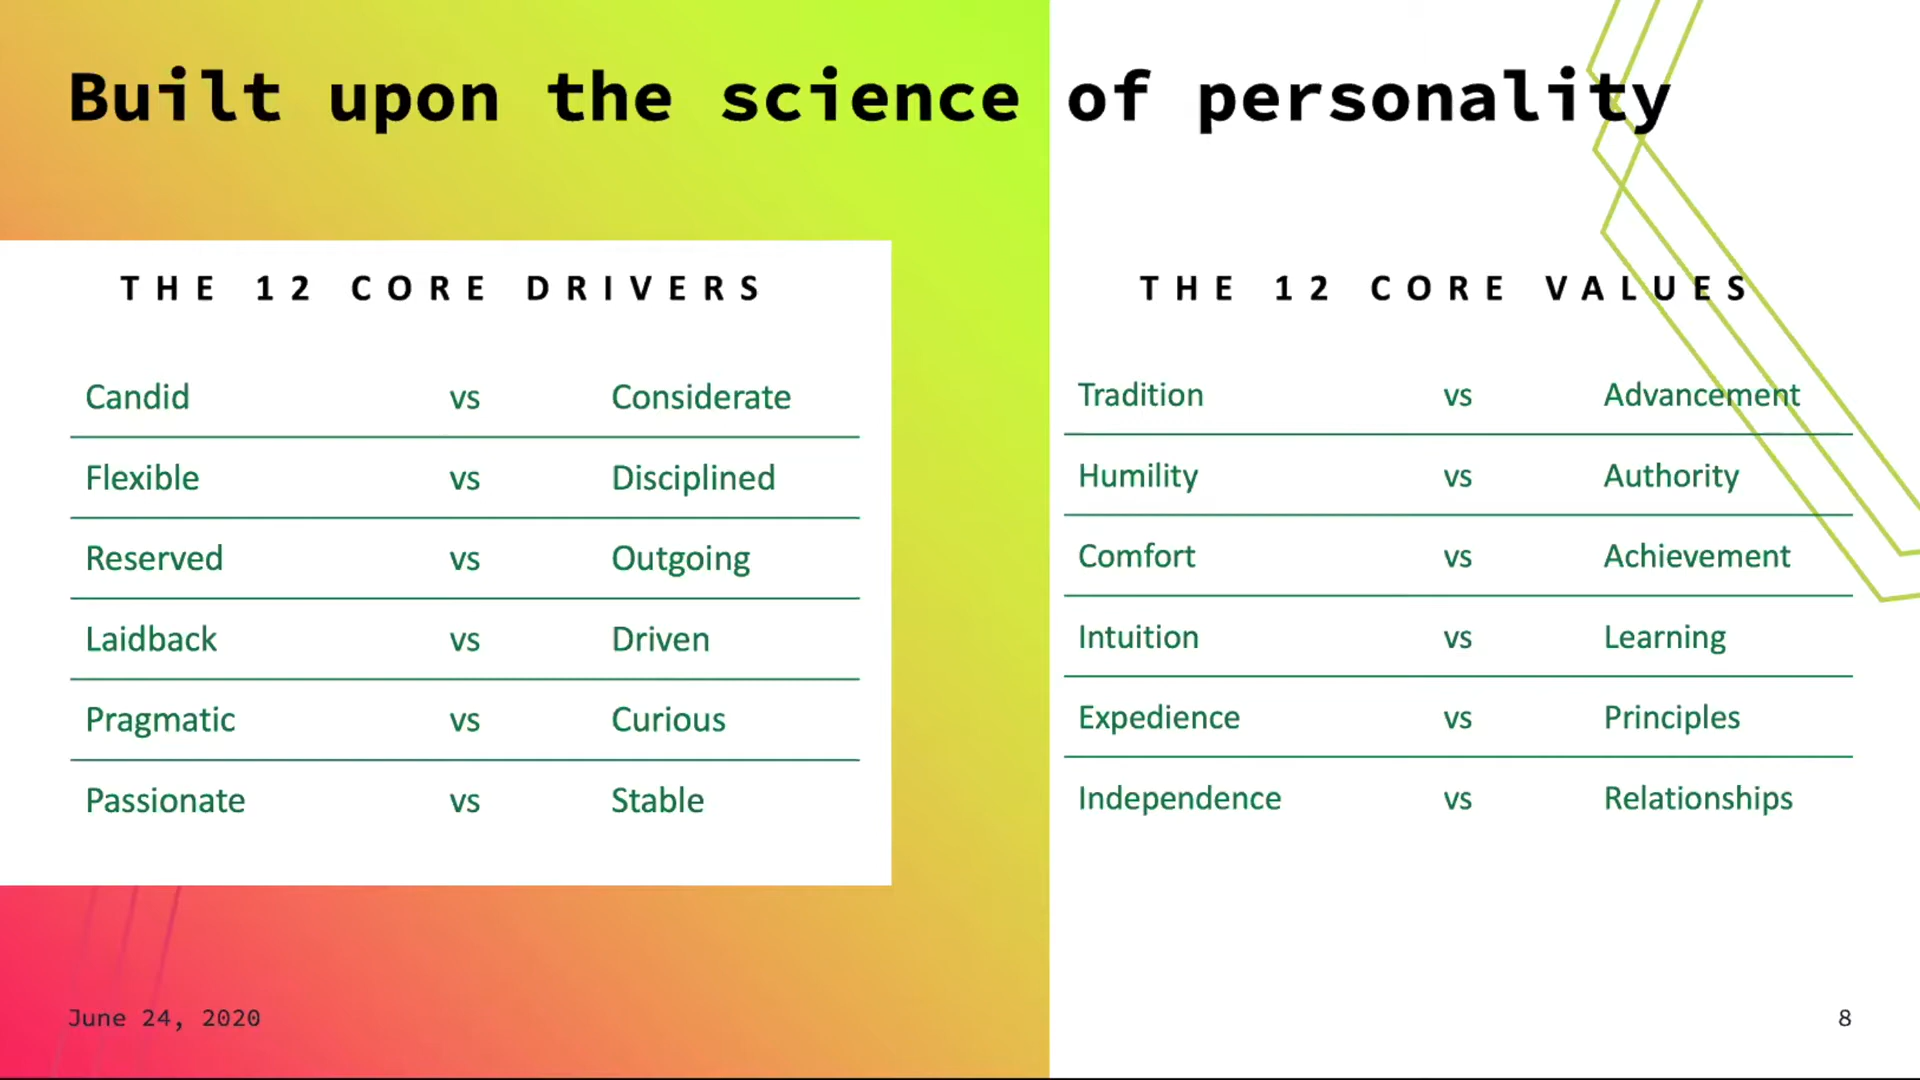 Built upon the science of personality
THE 12 CORE DRIVERS
Candid vs Considerate
Flexible vs Disciplined
Reserved vs Outgoing
Laidback vs Driven
Pragmatic vs Curious
Passionate vs Stable
THE 12 CORE VALUES
Tradition vs Advancement
Humility vs Authority
Comfort vs Achievement
Intuition vs Learning
Expedience vs Principles
Independence vs Relationships
June 24, 2020
8